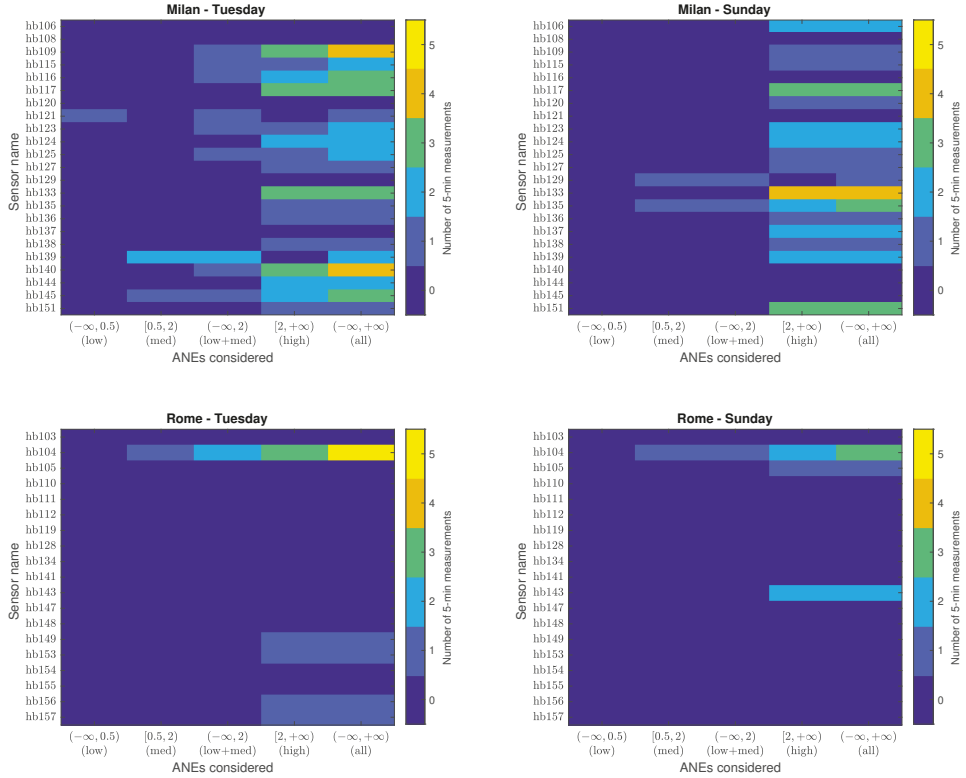 Milan - Tuesday
Sensor name
hb106
hb108
hb109
hb115
hb116
hb117
hb120
hb121
hb123
hb124
hb125
hb127
hb129
hb133
hb135
hb136
hb137
hb138
hb139
hb140
hb144
hb145
hb151
(−∞, 0.5) [0.5, 2) (−∞, 2) [2, +∞) (−∞, +∞)
(low) (med) (low+med) (high) (all)
ANEs considered
5
4
3
2
1
0
Number of 5-min measurements
Milan - Sunday
Sensor name
hb106
hb108
hb109
hb115
hb116
hb117
hb120
hb121
hb123
hb124
hb125
hb127
hb129
hb133
hb135
hb136
hb137
hb138
hb139
hb140
hb144
hb145
hb151
(−∞, 0.5) [0.5, 2) (−∞, 2) [2, +∞) (−∞, +∞)
(low) (med) (low+med) (high) (all)
ANEs considered
5
4
3
2
1
0
Number of 5-min measurements
Rome - Tuesday
Sensor name
hb103
hb104
hb105
hb110
hb111
hb112
hb119
hb128
hb134
hb141
hb143
hb147
hb149
hb153
hb154
hb155
hb156
hb157
(−∞, 0.5) [0.5, 2) (−∞, 2) [2, +∞) (−∞, +∞)
(low) (med) (low+med) (high) (all)
ANEs considered
5
4
3
2
1
0
Number of 5-min measurements
Rome - Sunday
Sensor name
hb103
hb104
hb105
hb110
hb111
hb112
hb119
hb128
hb134
hb141
hb143
hb147
hb149
hb153
hb154
hb155
hb156
hb157
(−∞, 0.5) [0.5, 2) (−∞, 2) [2, +∞) (−∞, +∞)
(low) (med) (low+med) (high) (all)
ANEs considered
5
4
3
2
1
0
Number of 5-min measurements